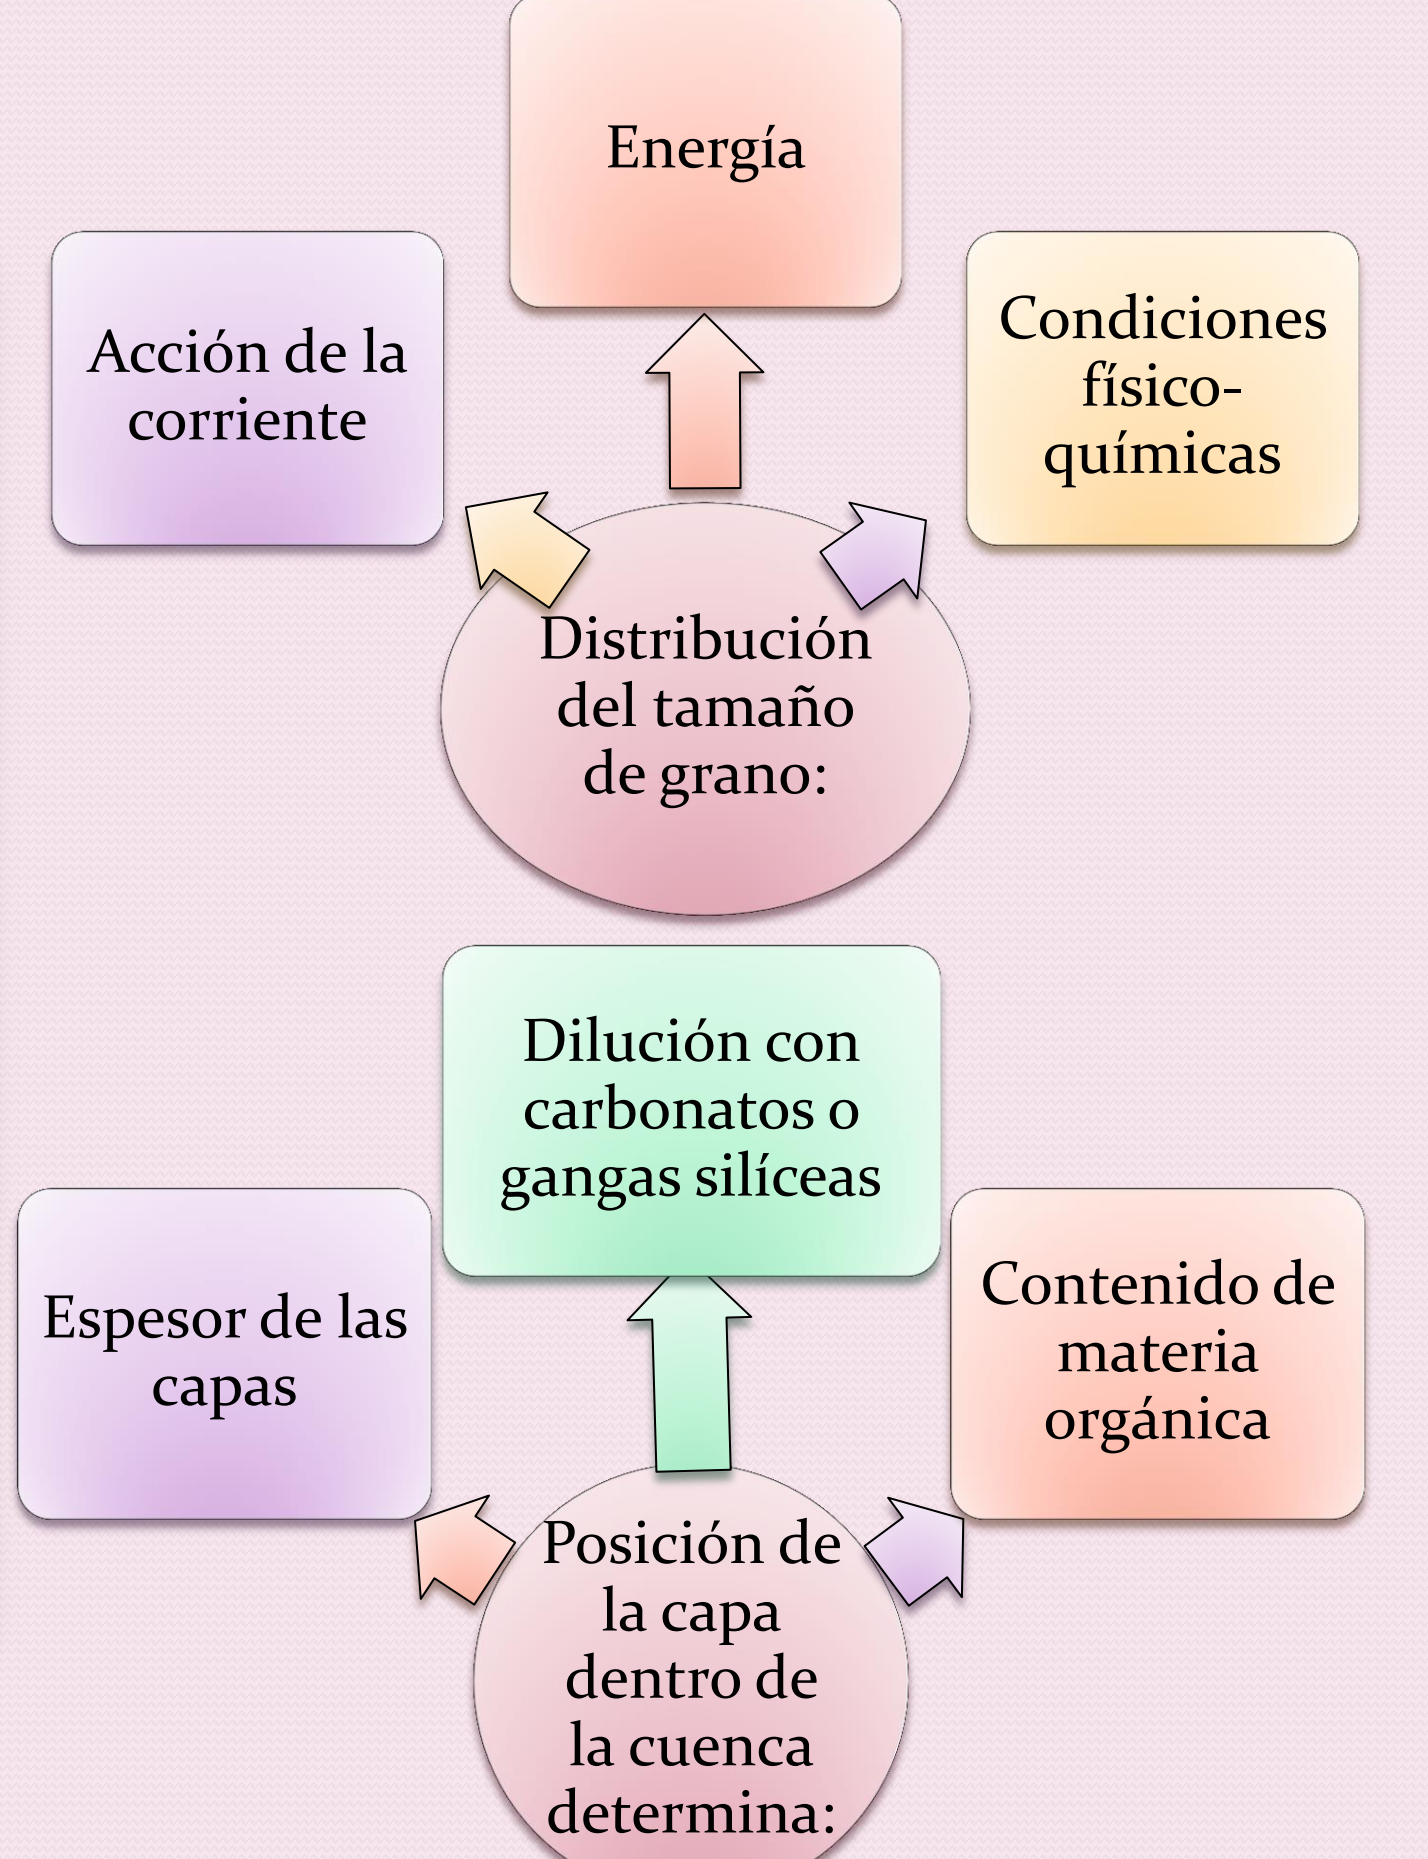 Energía
Acción de la
corriente
Condiciones
físico-
químicas
Distribución
del tamaño
de grano:
Dilución con
carbonatos o
gangas silíceas
Espesor de las
capas
Contenido de
materia
orgánica
Posición de
la capa
dentro de
la cuenca
determina: